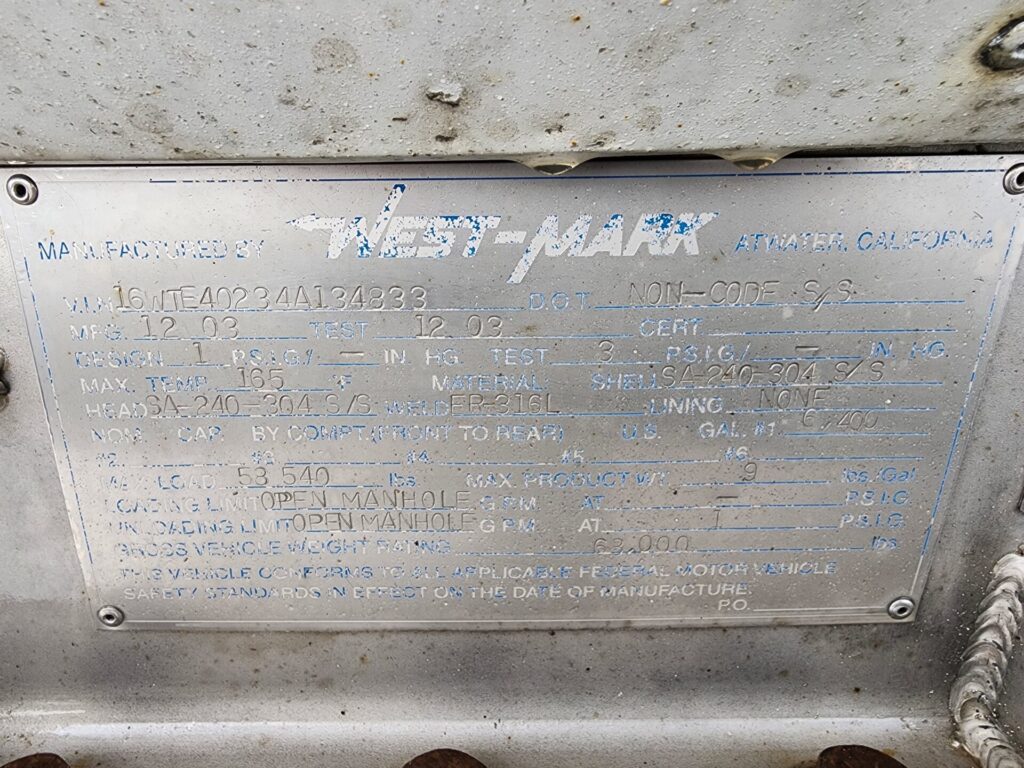 MANUFACTURED BY WEST-MARK ATWATER, CALIFORNIA
V.I.N. 16WTE40234A134833 D.O.T. NON-CODE S/S
MFG. 12 03 TEST 12 03 CERT.
DESIGN 1 P.S.I.G./ — IN. HG. TEST 3 P.S.I.G./ — IN. HG.
MAX. TEMP. 165 °F MATERIAL: SHELL SA-240-304 S/S
HEAD SA-240-304 S/S WELD ER-316L LINING NONE
NOM. CAP. BY COMPT. (FRONT TO REAR) U.S. GAL. #1 6,400
#2 #3 #4 #5 #6
MAX. LOAD 58,540 lbs. MAX. PRODUCT WT. 9 lbs./Gal.
LOADING LIMIT OPEN MANHOLE G.P.M. AT — P.S.I.G.
UNLOADING LIMIT OPEN MANHOLE G.P.M. AT 1 P.S.I.G.
GROSS VEHICLE WEIGHT RATING 68,000 lbs.
THIS VEHICLE CONFORMS TO ALL APPLICABLE FEDERAL MOTOR VEHICLE
SAFETY STANDARDS IN EFFECT ON THE DATE OF MANUFACTURE.
P.O.